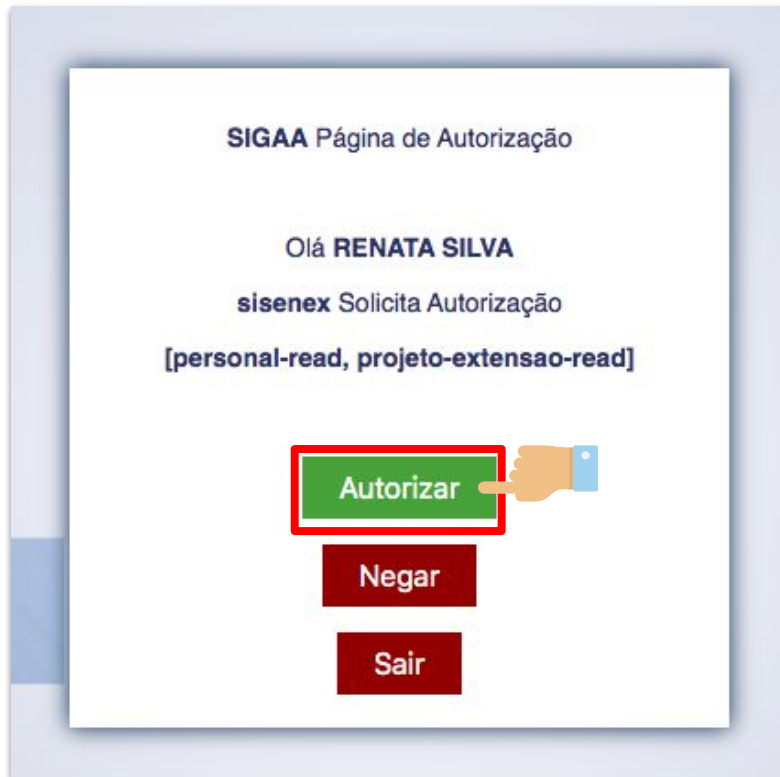 SIGAA Página de Autorização
Olá RENATA SILVA
sisenex Solicita Autorização
[personal-read, projeto-extensao-read]
Autorizar
Negar
Sair